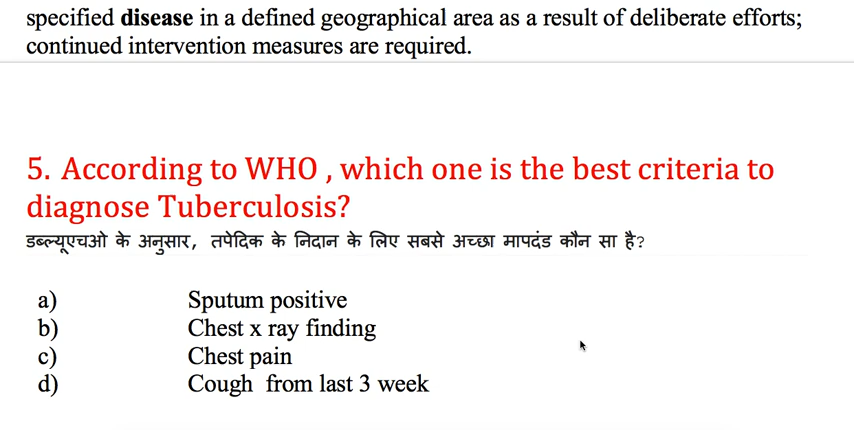 specified disease in a defined geographical area as a result of deliberate efforts;
continued intervention measures are required.
5. According to WHO , which one is the best criteria to
diagnose Tuberculosis?
डब्ल्यूएचओ के अनुसार, तपेदिक के निदान के लिए सबसे अच्छा मापदंड कौन सा है?
a) Sputum positive
b) Chest x ray finding
c) Chest pain
d) Cough from last 3 week